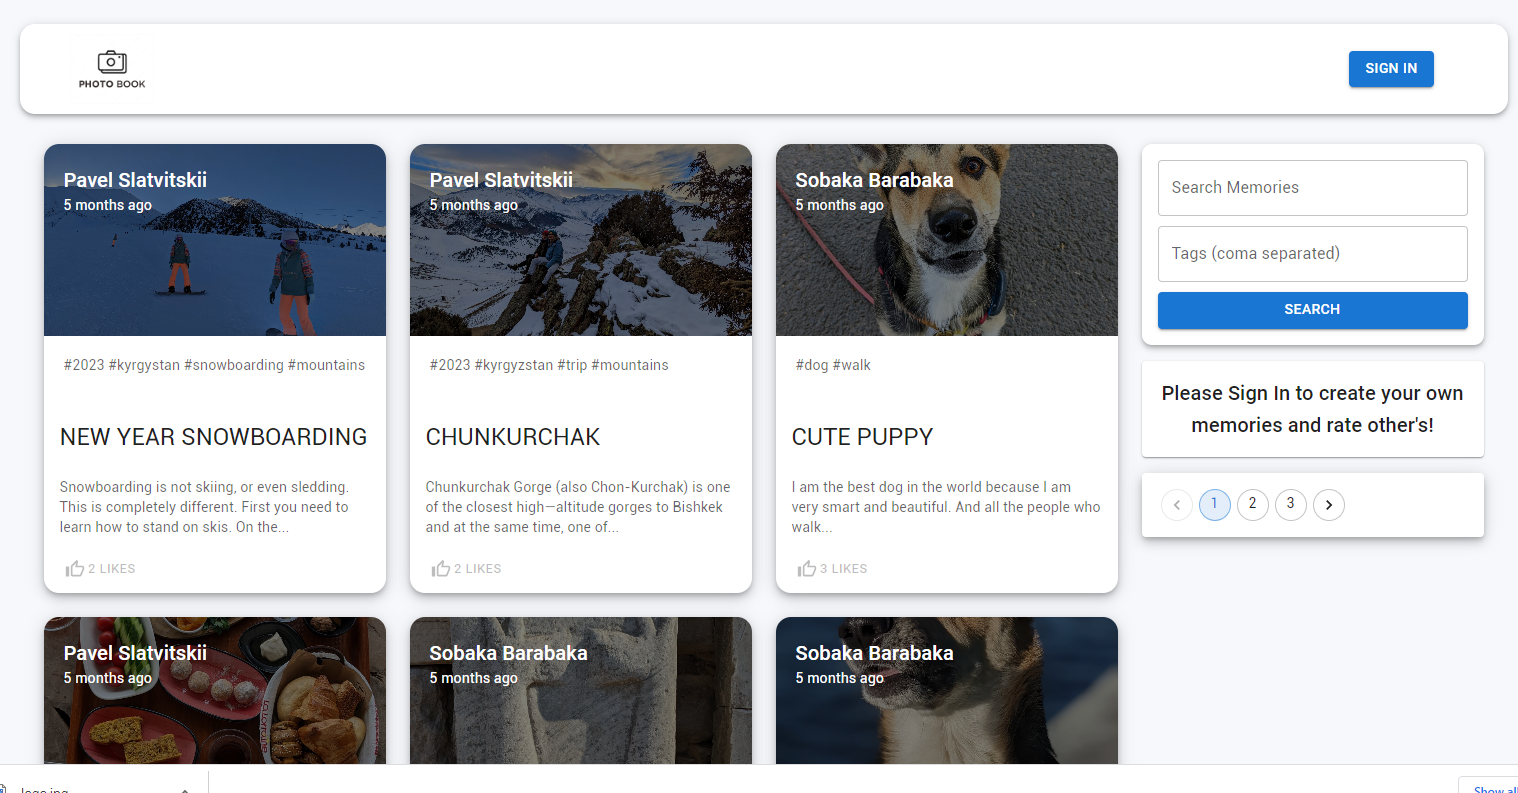 PHOTO BOOK
SIGN IN
Pavel Slatvitskii
5 months ago
#2023 #kyrgystan #snowboarding #mountains
NEW YEAR SNOWBOARDING
Snowboarding is not skiing, or even sledding.
This is completely different. First you need to
learn how to stand on skis. On the...
2 LIKES
Pavel Slatvitskii
5 months ago
#2023 #kyrgyzstan #trip #mountains
CHUNKURCHAK
Chunkurchak Gorge (also Chon-Kurchak) is one
of the closest high—altitude gorges to Bishkek
and at the same time, one of...
2 LIKES
Sobaka Barabaka
5 months ago
#dog #walk
CUTE PUPPY
I am the best dog in the world because I am
very smart and beautiful. And all the people who
walk...
3 LIKES
Search Memories
Tags (coma separated)
SEARCH
Please Sign In to create your own
memories and rate other's!
1 2 3
Pavel Slatvitskii
5 months ago
Sobaka Barabaka
5 months ago
Sobaka Barabaka
5 months ago
Show all